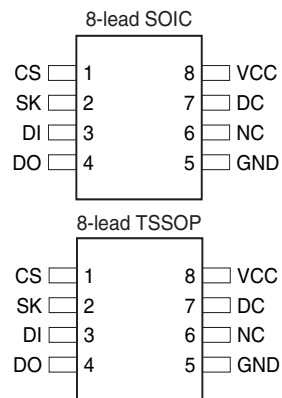 8-lead SOIC
CS 1 8 VCC
SK 2 7 DC
DI 3 6 NC
DO 4 5 GND
8-lead TSSOP
CS 1 8 VCC
SK 2 7 DC
DI 3 6 NC
DO 4 5 GND